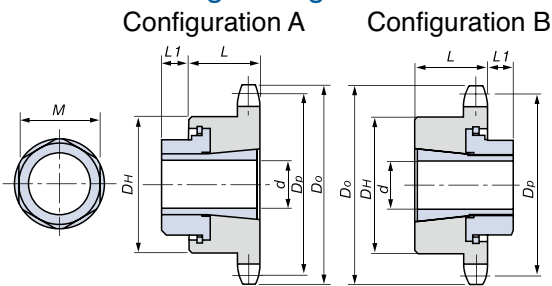 Configuration A
Configuration B
L1
L
L
L1
M
DH
d
Dp
Do
Do
DH
d
Dp